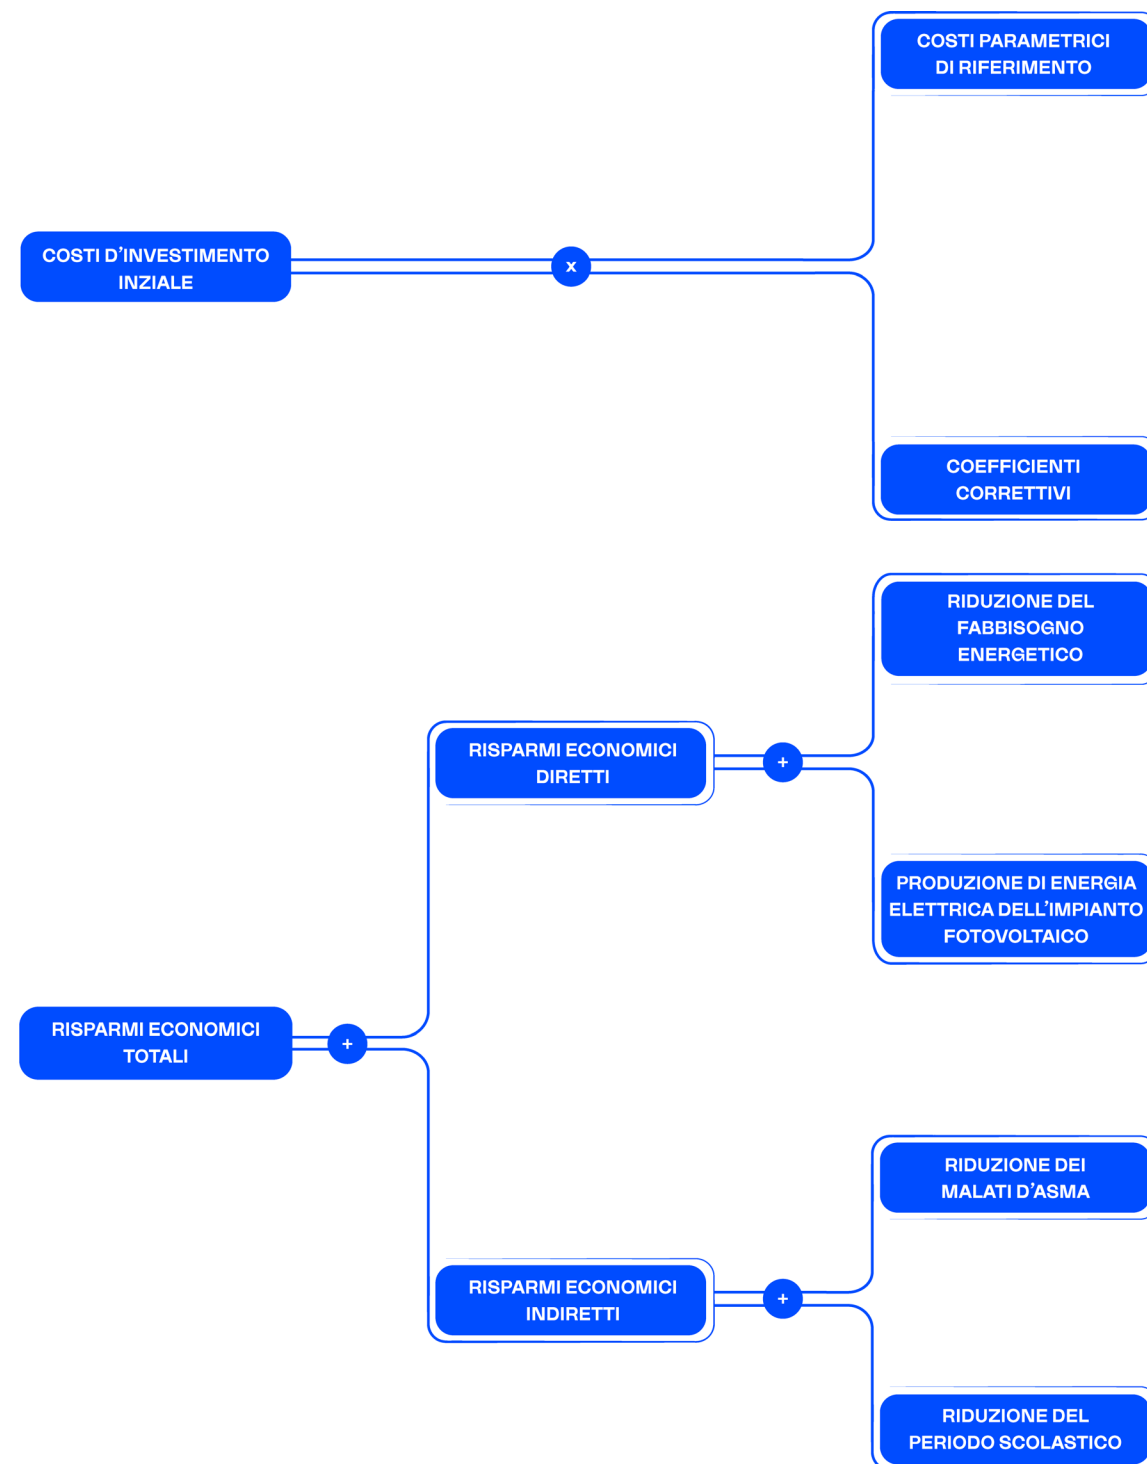 COSTI PARAMETRICI
DI RIFERIMENTO
COSTI D'INVESTIMENTO
INZIALE
x
COEFFICIENTI
CORRETTIVI
RIDUZIONE DEL
FABBISOGNO
ENERGETICO
RISPARMI ECONOMICI
DIRETTI
+
PRODUZIONE DI ENERGIA
ELETTRICA DELL'IMPIANTO
FOTOVOLTAICO
RISPARMI ECONOMICI
TOTALI
+
RIDUZIONE DEI
MALATI D'ASMA
RISPARMI ECONOMICI
INDIRETTI
+
RIDUZIONE DEL
PERIODO SCOLASTICO